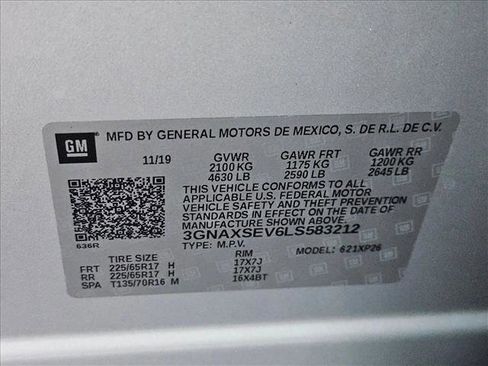 GM
MFD BY GENERAL MOTORS DE MEXICO, S. DE R.L. DE C.V.
11/19 GVWR GAWR FRT GAWR RR
2100 KG 1175 KG 1200 KG
4630 LB 2590 LB 2645 LB
THIS VEHICLE CONFORMS TO ALL
APPLICABLE U.S. FEDERAL MOTOR
VEHICLE SAFETY AND THEFT PREVENTION
STANDARDS IN EFFECT ON THE DATE OF
MANUFACTURE SHOWN ABOVE.
3GNAXSEV6LS583212
636R
TYPE: M.P.V. MODEL: 621XP26
TIRE SIZE RIM
FRT 225/65R17 H 17X7J
RR 225/65R17 H 17X7J
SPA T135/70R16 M 16X4BT